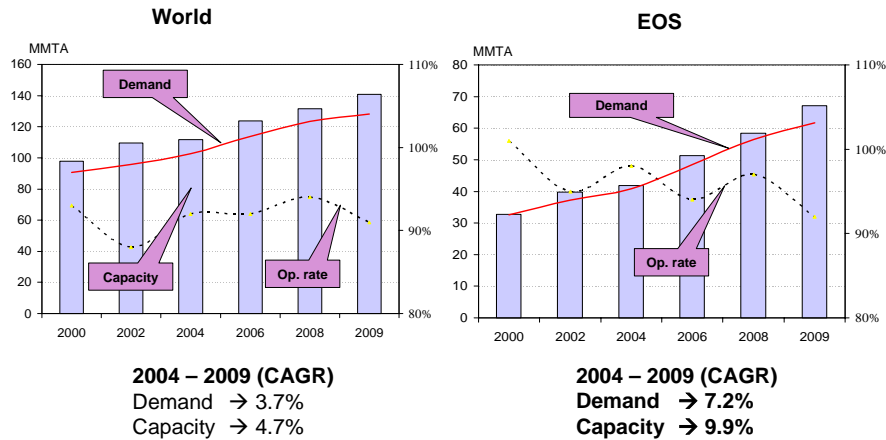 World
MMTA
160
140
120
100
80
60
40
20
0
110%
100%
90%
80%
Demand
Capacity
Op. rate
2000 2002 2004 2006 2008 2009
2004 – 2009 (CAGR)
Demand → 3.7%
Capacity → 4.7%
EOS
MMTA
80
70
60
50
40
30
20
10
0
110%
100%
90%
80%
Demand
Op. rate
2000 2002 2004 2006 2008 2009
2004 – 2009 (CAGR)
Demand → 7.2%
Capacity → 9.9%